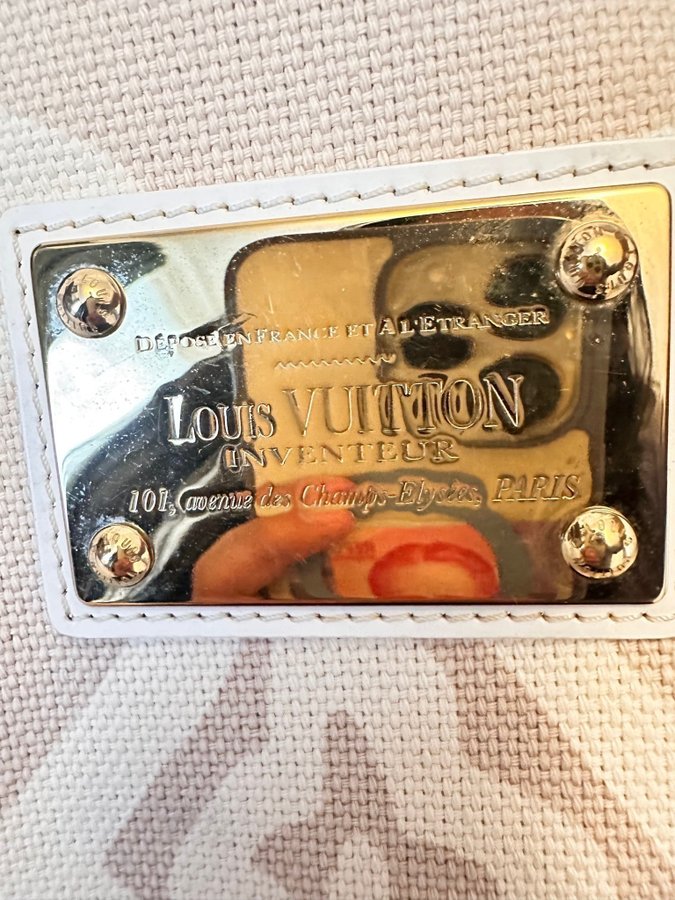 DÉPOSÉ EN FRANCE ET A L'ETRANGER
LOUIS VUITTON
INVENTEUR
101, avenue des Champs-Elysées, PARIS